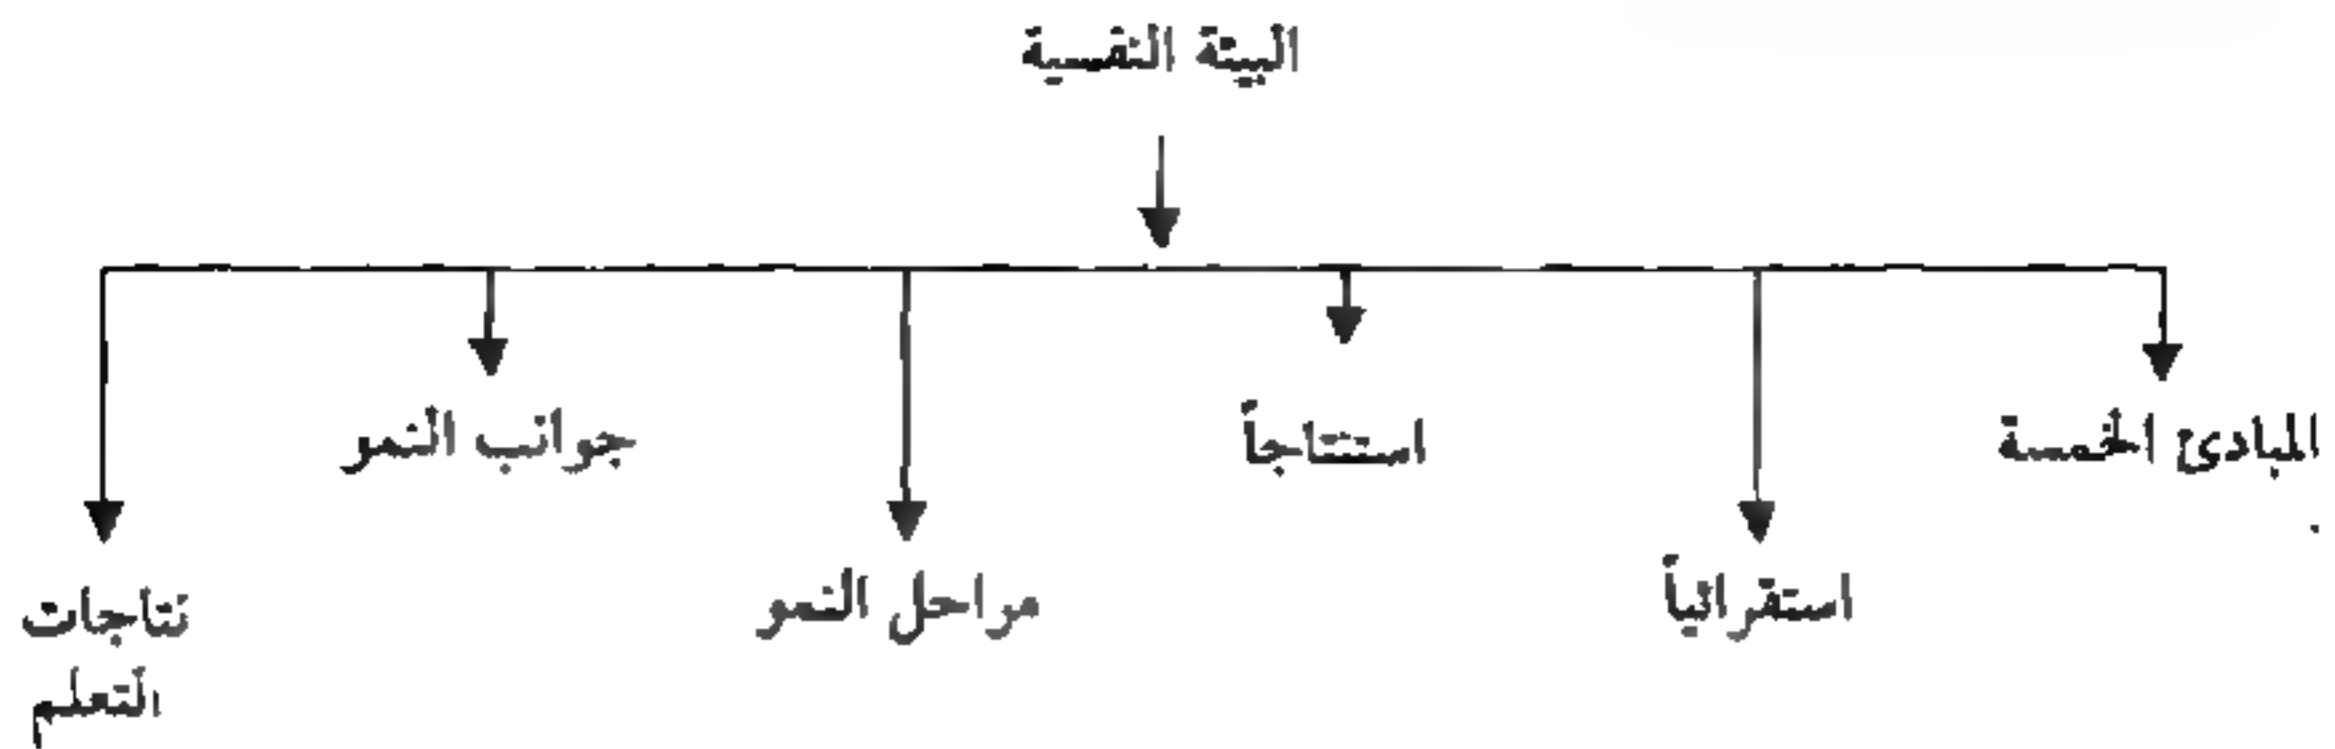 البيئة النفسية
المبادئ الخمسة
استقرائياً
استنتاجاً
مراحل النمو
جوانب النمو
نتاجات
التعلم